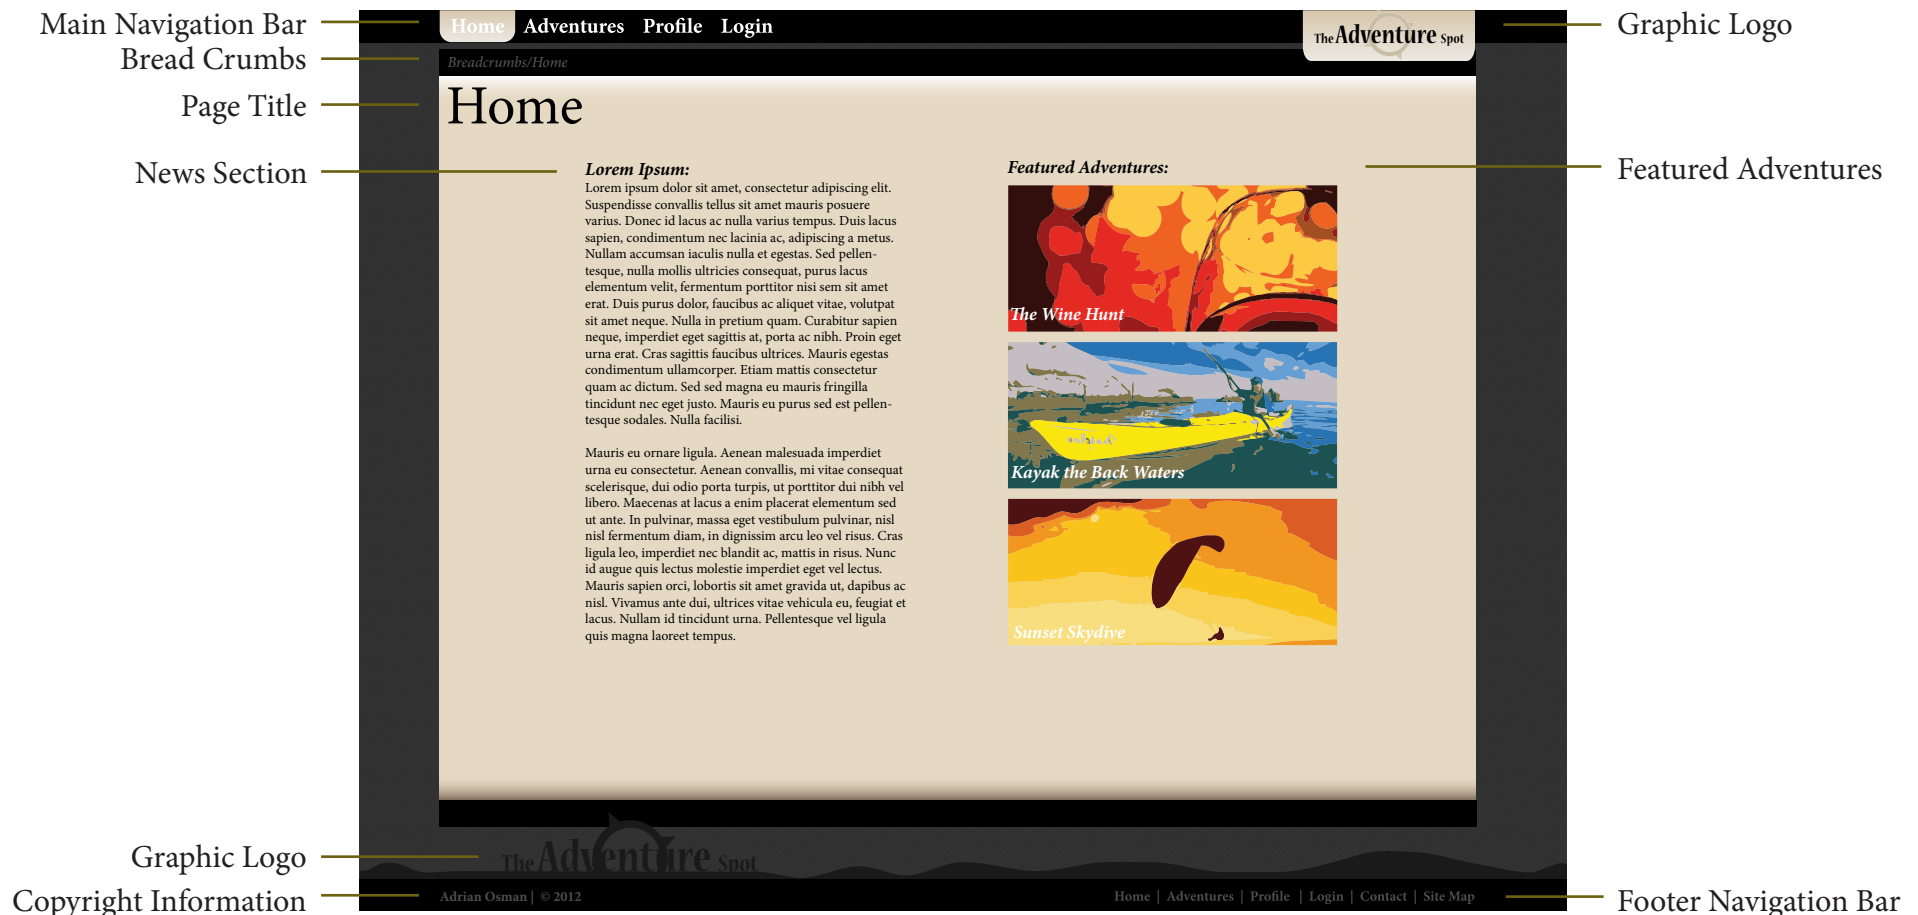 Main Navigation Bar
Bread Crumbs
Page Title
News Section
Graphic Logo
Copyright Information
Home Adventures Profile Login
The Adventure Spot
Breadcrumbs/Home
Home
Lorem Ipsum:
Lorem ipsum dolor sit amet, consectetur adipiscing elit.
Suspendisse convallis tellus sit amet mauris posuere
varius. Donec id lacus ac nulla varius tempus. Duis lacus
sapien, condimentum nec lacinia ac, adipiscing a metus.
Nullam accumsan iaculis nulla et egestas. Sed pellen-
tesque, nulla mollis ultricies consequat, purus lacus
elementum velit, fermentum porttitor nisi sem sit amet
erat. Duis purus dolor, faucibus ac aliquet vitae, volutpat
sit amet neque. Nulla in pretium quam. Curabitur sapien
neque, imperdiet eget sagittis at, porta ac nibh. Proin eget
urna erat. Cras sagittis faucibus ultrices. Mauris egestas
condimentum ullamcorper. Etiam mattis consectetur
quam ac dictum. Sed sed magna eu mauris fringilla
tincidunt nec eget justo. Mauris eu purus sed est pellen-
tesque sodales. Nulla facilisi.
Mauris eu ornare ligula. Aenean malesuada imperdiet
urna eu consectetur. Aenean convallis, mi vitae consequat
scelerisque, dui odio porta turpis, ut porttitor dui nibh vel
libero. Maecenas at lacus a enim placerat elementum sed
ut ante. In pulvinar, massa eget vestibulum pulvinar, nisl
nisl fermentum diam, in dignissim arcu leo vel risus. Cras
ligula leo, imperdiet nec blandit ac, mattis in risus. Nunc
id augue quis lectus molestie imperdiet eget vel lectus.
Mauris sapien orci, lobortis sit amet gravida ut, dapibus ac
nisl. Vivamus ante dui, ultrices vitae vehicula eu, feugiat et
lacus. Nullam id tincidunt urna. Pellentesque vel ligula
quis magna laoreet tempus.
Featured Adventures:
The Wine Hunt
Kayak the Back Waters
Sunset Skydive
The Adventure Spot
Adrian Osman | © 2012
Home | Adventures | Profile | Login | Contact | Site Map
Graphic Logo
Featured Adventures
Footer Navigation Bar